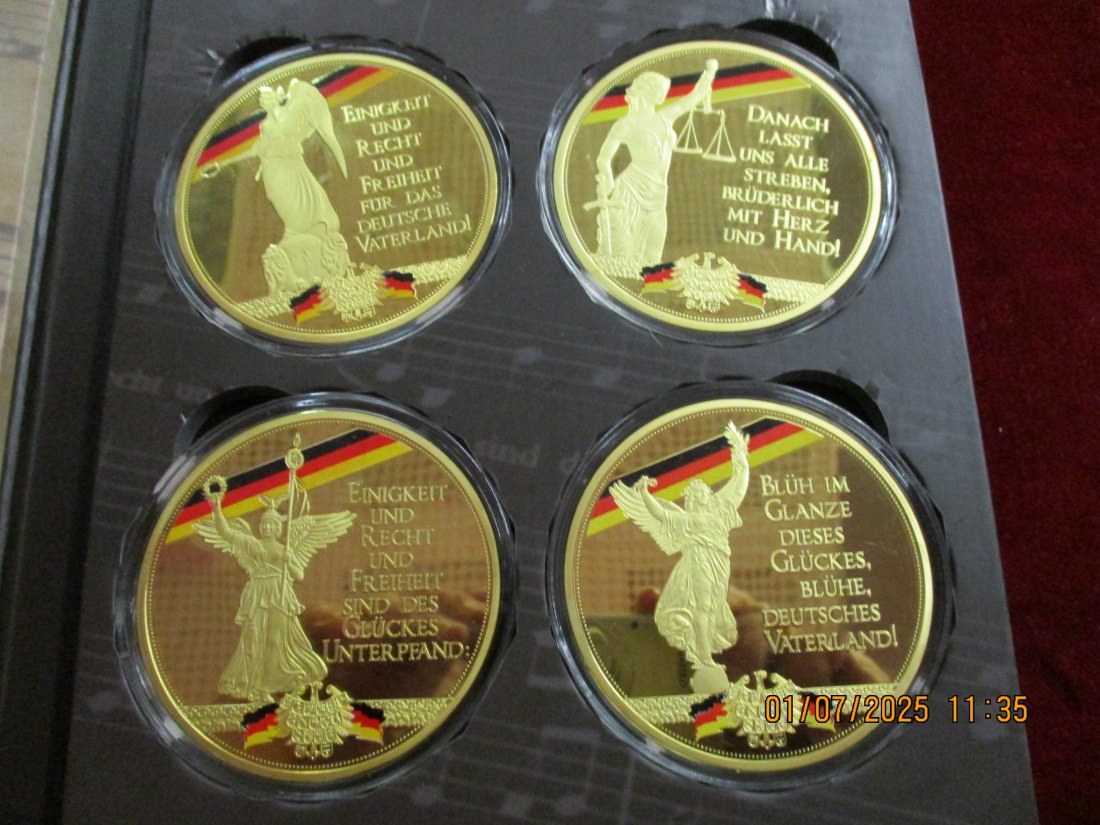 EINIGKEIT
UND
RECHT
UND
FREIHEIT
FÜR DAS
DEUTSCHE
VATERLAND!
DANACH
LASST
UNS ALLE
STREBEN,
BRÜDERLICH
MIT HERZ
UND HAND!
EINIGKEIT
UND
RECHT
UND
FREIHEIT
SIND DES
GLÜCKES
UNTERPFAND:
BLÜH IM
GLANZE
DIESES
GLÜCKES,
BLÜHE,
DEUTSCHES
VATERLAND!
01/07/2025 11:35